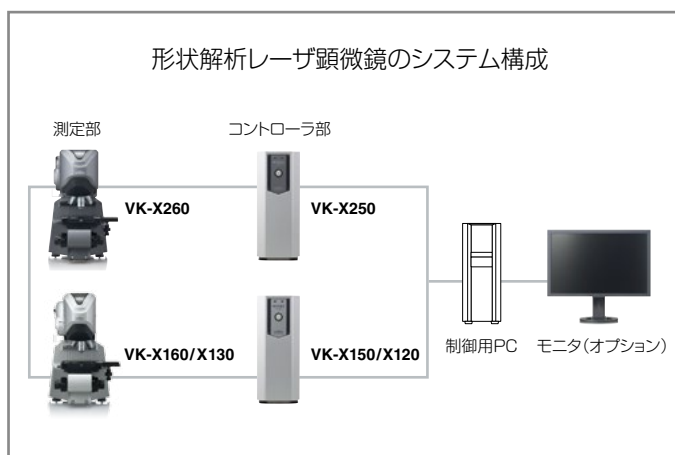 形状解析レーザ顕微鏡のシステム構成
測定部
コントローラ部
VK-X260
VK-X250
VK-X160/X130
VK-X150/X120
制御用PC
モニタ(オプション)